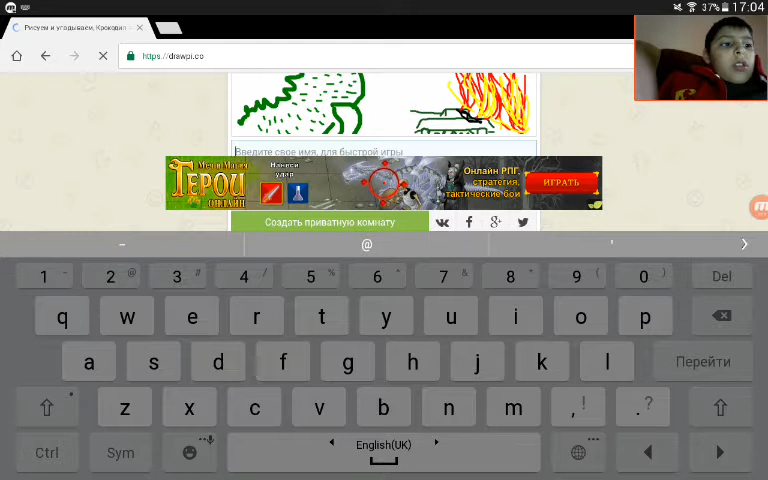 37% 17:04
Рисуем и угадываем, Крокодил
https://drawpi.co
Введите свое имя, для быстрой игры
Меч и Магия
ГЕРОИ
ОНЛАЙН
Нанеси
удар
Онлайн РПГ,
стратегия,
тактические бои
ИГРАТЬ
Создать приватную комнату
g+
- @ '
1 - 2 @ 3 # 4 / 5 % 6 * 7 & 8 + 9 ( 0 ) Del
q w e r t y u i o p
a s d f g h j k l Перейти
z x c v b n m , ! . ?
Ctrl Sym English(UK)